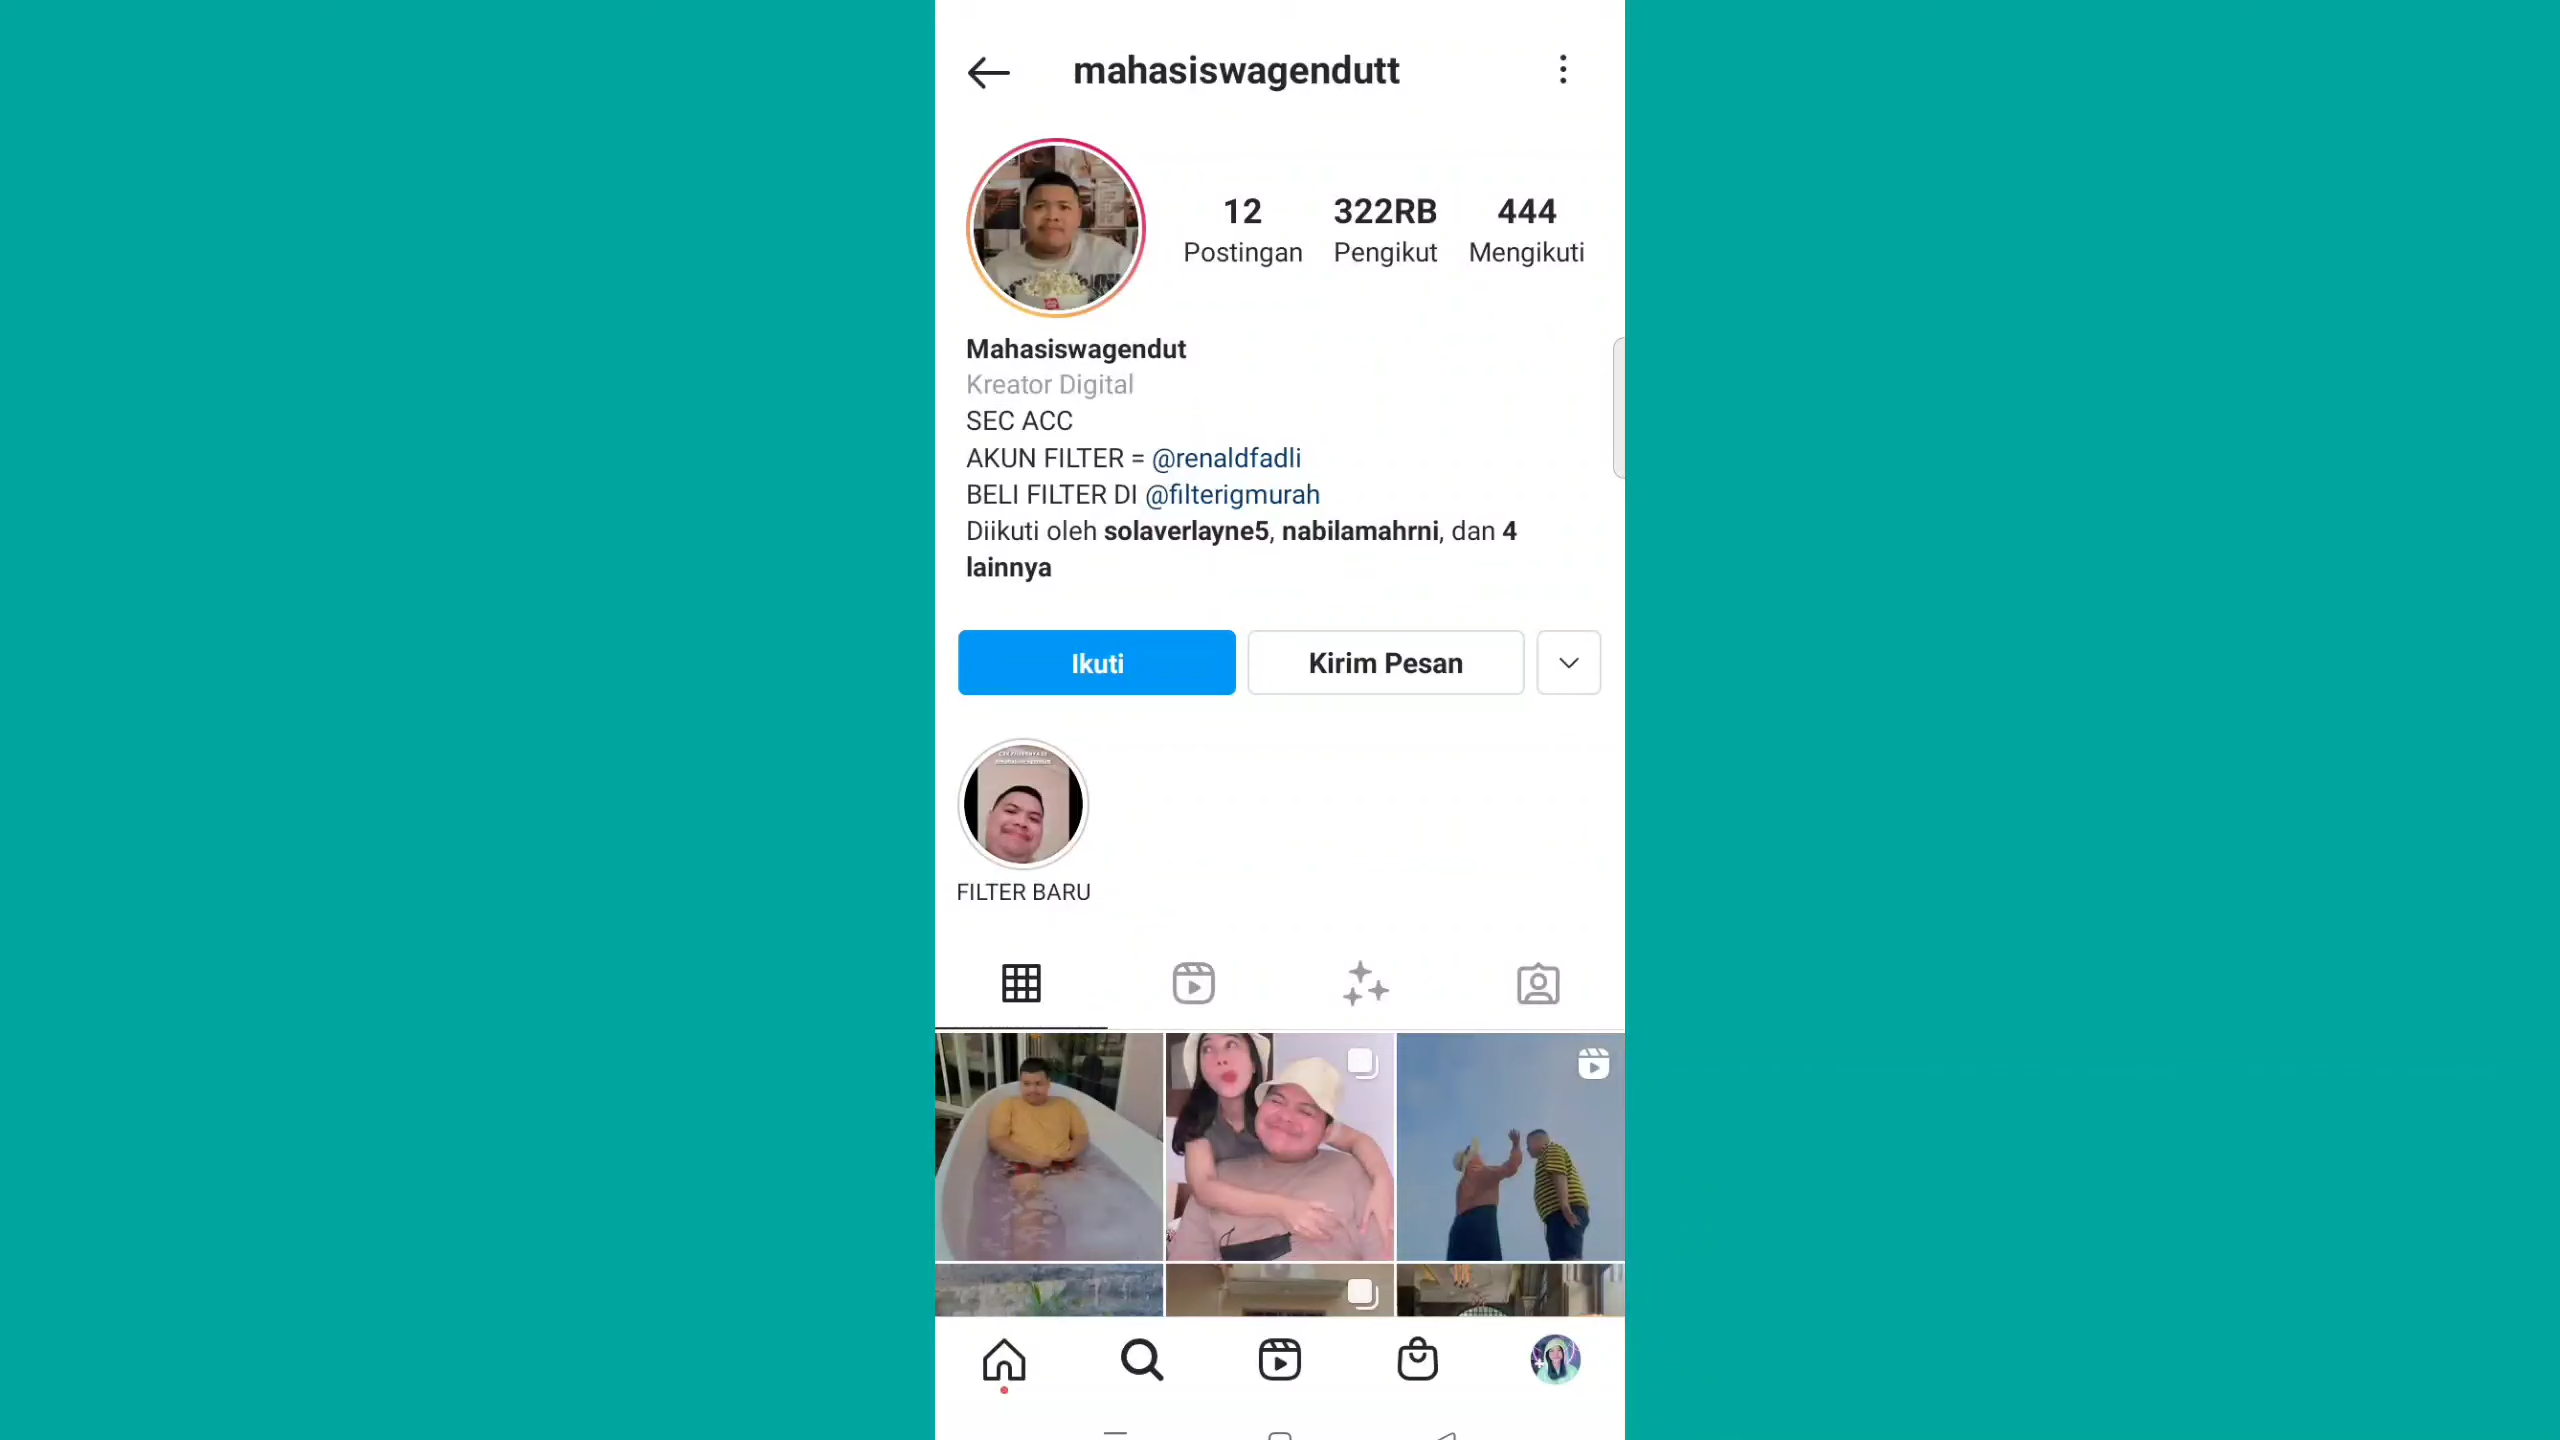 mahasiswagendutt
12 322RB 444
Postingan Pengikut Mengikuti
Mahasiswagendut
Kreator Digital
SEC ACC
AKUN FILTER = @renaldfadli
BELI FILTER DI @filterigmurah
Diikuti oleh solaverlayne5, nabilamahrni, dan 4
lainnya
Ikuti Kirim Pesan
FILTER BARU